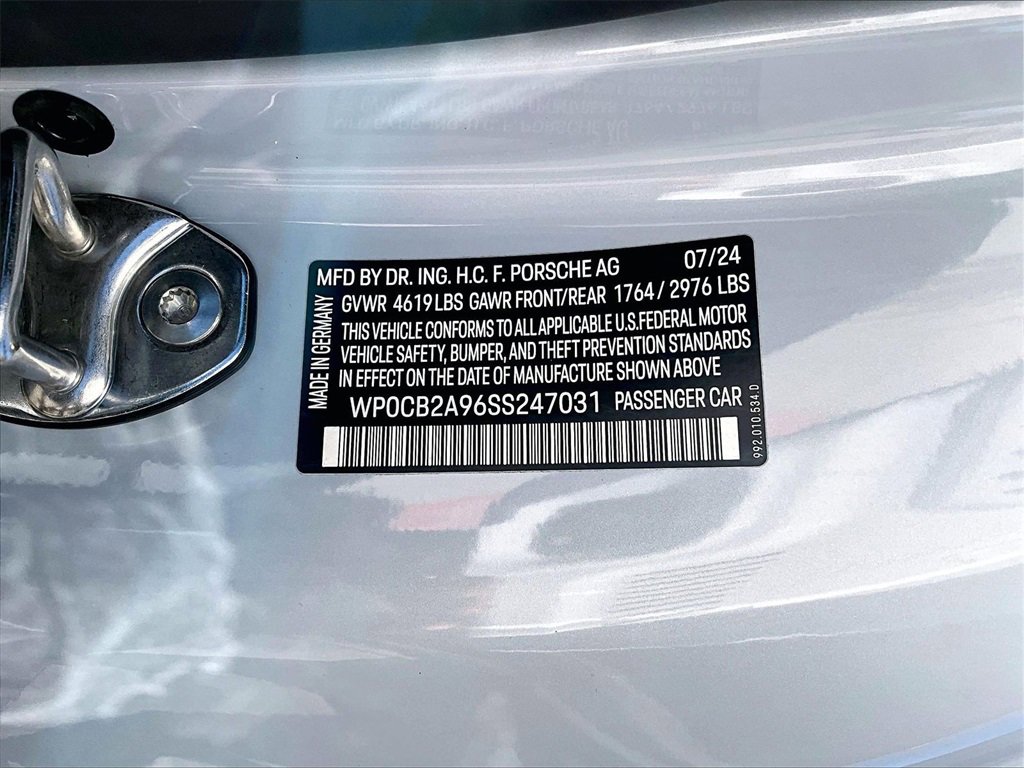 MFD BY DR. ING. H.C. F. PORSCHE AG 07/24
GVWR 4619 LBS GAWR FRONT/REAR 1764 / 2976 LBS
THIS VEHICLE CONFORMS TO ALL APPLICABLE U.S.FEDERAL MOTOR
VEHICLE SAFETY, BUMPER, AND THEFT PREVENTION STANDARDS
IN EFFECT ON THE DATE OF MANUFACTURE SHOWN ABOVE
WP0CB2A96SS247031 PASSENGER CAR
MADE IN GERMANY
992.010.534.0